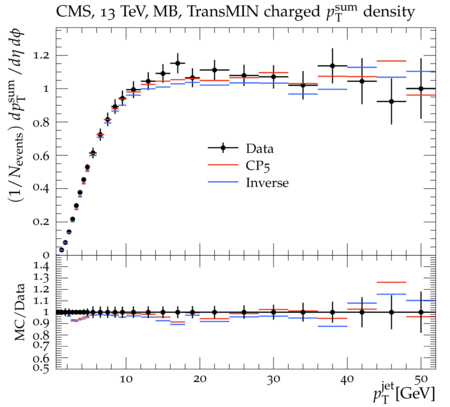 CMS, 13 TeV, MB, TransMIN charged p_T^sum density
(1/N_events) dp_T^sum / dη dϕ
1.2
1
0.8
0.6
0.4
0.2
0
Data
CP5
Inverse
MC/Data
1.4
1.3
1.2
1.1
1
0.9
0.8
0.7
0.6
0.5
10 20 30 40 50
p_T^jet [GeV]